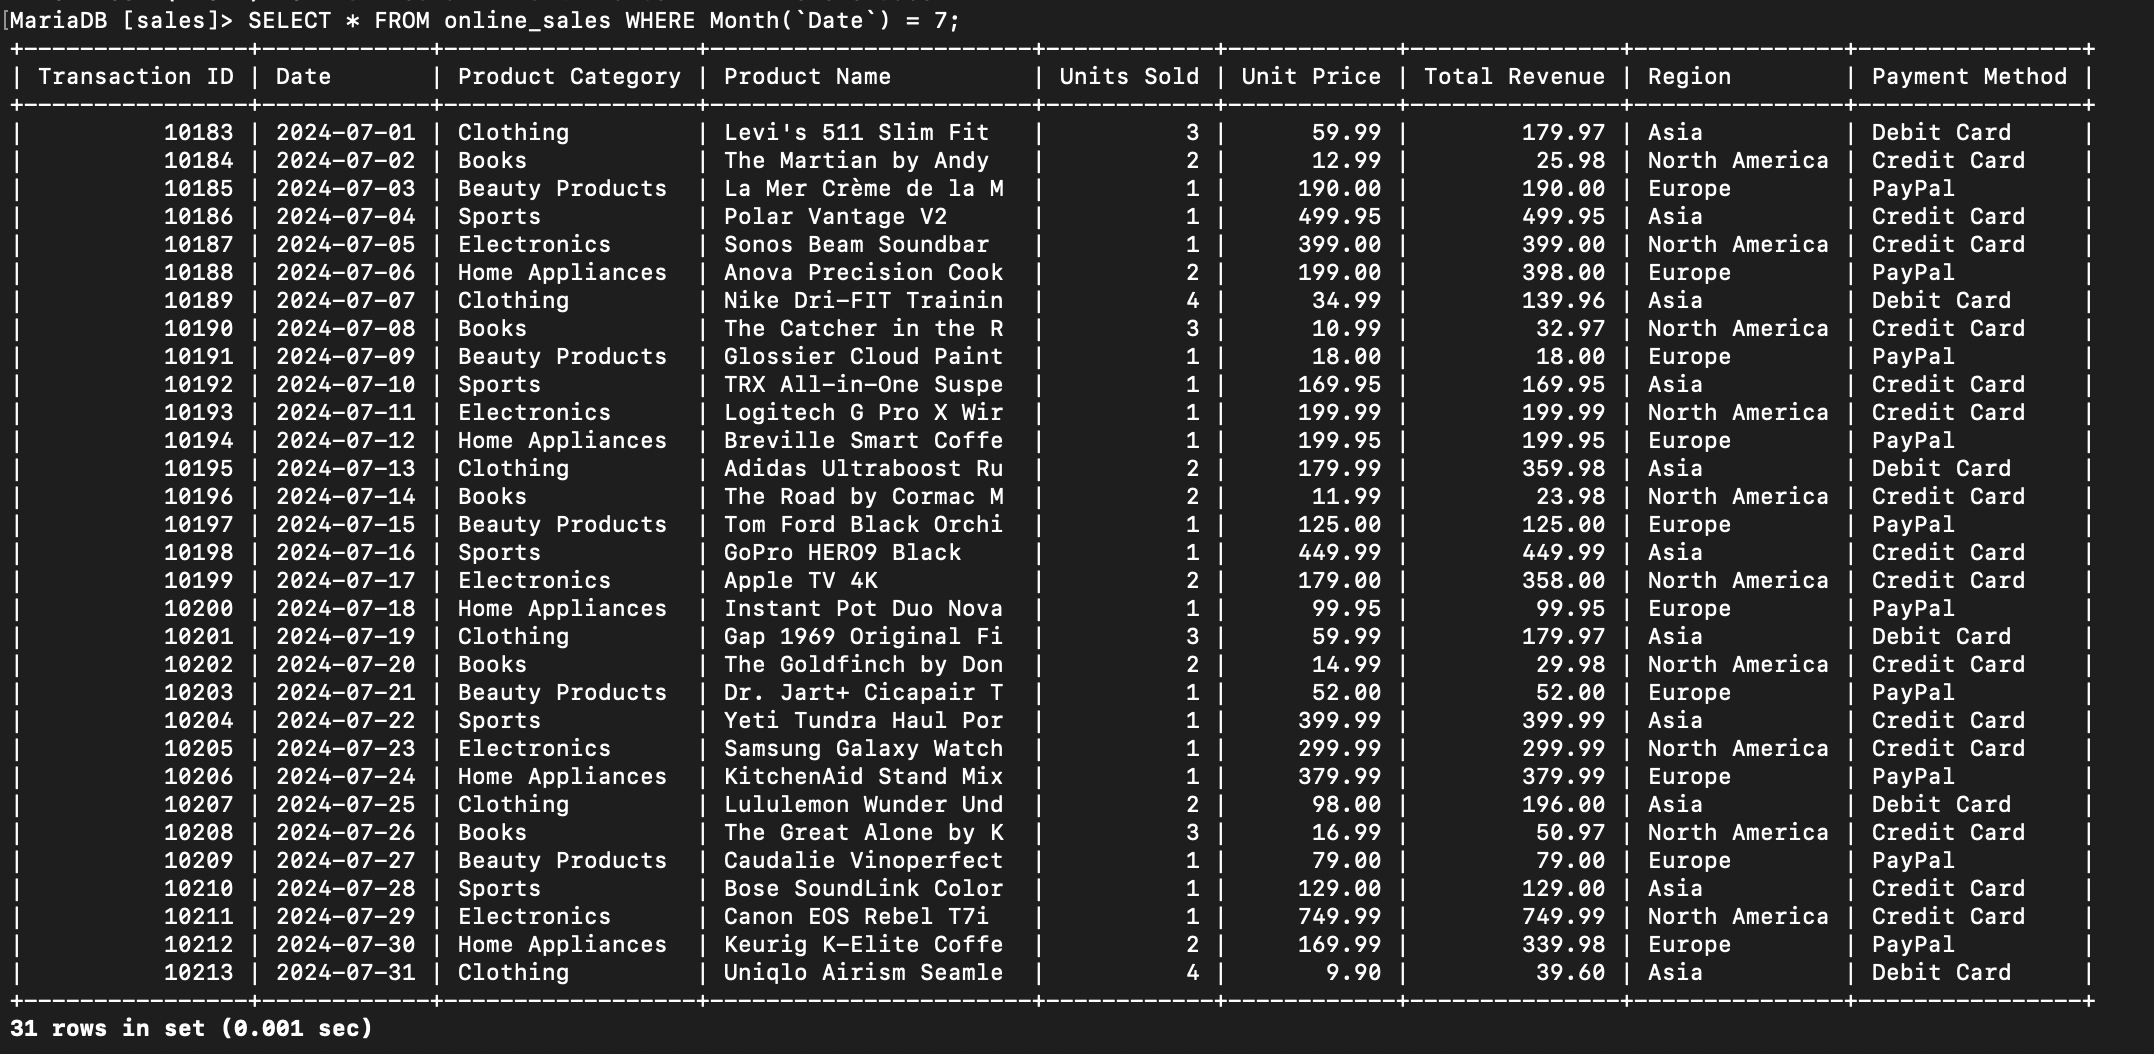 MariaDB [sales]> SELECT * FROM online_sales WHERE Month(`Date`) = 7;
+----------------+------------+------------------+-----------------------+------------+------------+---------------+---------------+----------------+
| Transaction ID | Date       | Product Category | Product Name          | Units Sold | Unit Price | Total Revenue | Region        | Payment Method |
+----------------+------------+------------------+-----------------------+------------+------------+---------------+---------------+----------------+
|          10183 | 2024-07-01 | Clothing         | Levi's 511 Slim Fit   |          3 |      59.99 |        179.97 | Asia          | Debit Card     |
|          10184 | 2024-07-02 | Books            | The Martian by Andy   |          2 |      12.99 |         25.98 | North America | Credit Card    |
|          10185 | 2024-07-03 | Beauty Products  | La Mer Crème de la M  |          1 |     190.00 |        190.00 | Europe        | PayPal         |
|          10186 | 2024-07-04 | Sports           | Polar Vantage V2      |          1 |     499.95 |        499.95 | Asia          | Credit Card    |
|          10187 | 2024-07-05 | Electronics      | Sonos Beam Soundbar   |          1 |     399.00 |        399.00 | North America | Credit Card    |
|          10188 | 2024-07-06 | Home Appliances  | Anova Precision Cook  |          2 |     199.00 |        398.00 | Europe        | PayPal         |
|          10189 | 2024-07-07 | Clothing         | Nike Dri-FIT Trainin  |          4 |      34.99 |        139.96 | Asia          | Debit Card     |
|          10190 | 2024-07-08 | Books            | The Catcher in the R  |          3 |      10.99 |         32.97 | North America | Credit Card    |
|          10191 | 2024-07-09 | Beauty Products  | Glossier Cloud Paint  |          1 |      18.00 |         18.00 | Europe        | PayPal         |
|          10192 | 2024-07-10 | Sports           | TRX All-in-One Suspe  |          1 |     169.95 |        169.95 | Asia          | Credit Card    |
|          10193 | 2024-07-11 | Electronics      | Logitech G Pro X Wir  |          1 |     199.99 |        199.99 | North America | Credit Card    |
|          10194 | 2024-07-12 | Home Appliances  | Breville Smart Coffe  |          1 |     199.95 |        199.95 | Europe        | PayPal         |
|          10195 | 2024-07-13 | Clothing         | Adidas Ultraboost Ru  |          2 |     179.99 |        359.98 | Asia          | Debit Card     |
|          10196 | 2024-07-14 | Books            | The Road by Cormac M  |          2 |      11.99 |         23.98 | North America | Credit Card    |
|          10197 | 2024-07-15 | Beauty Products  | Tom Ford Black Orchi  |          1 |     125.00 |        125.00 | Europe        | PayPal         |
|          10198 | 2024-07-16 | Sports           | GoPro HERO9 Black     |          1 |     449.99 |        449.99 | Asia          | Credit Card    |
|          10199 | 2024-07-17 | Electronics      | Apple TV 4K           |          2 |     179.00 |        358.00 | North America | Credit Card    |
|          10200 | 2024-07-18 | Home Appliances  | Instant Pot Duo Nova  |          1 |      99.95 |         99.95 | Europe        | PayPal         |
|          10201 | 2024-07-19 | Clothing         | Gap 1969 Original Fi  |          3 |      59.99 |        179.97 | Asia          | Debit Card     |
|          10202 | 2024-07-20 | Books            | The Goldfinch by Don  |          2 |      14.99 |         29.98 | North America | Credit Card    |
|          10203 | 2024-07-21 | Beauty Products  | Dr. Jart+ Cicapair T  |          1 |      52.00 |         52.00 | Europe        | PayPal         |
|          10204 | 2024-07-22 | Sports           | Yeti Tundra Haul Por  |          1 |     399.99 |        399.99 | Asia          | Credit Card    |
|          10205 | 2024-07-23 | Electronics      | Samsung Galaxy Watch  |          1 |     299.99 |        299.99 | North America | Credit Card    |
|          10206 | 2024-07-24 | Home Appliances  | KitchenAid Stand Mix  |          1 |     379.99 |        379.99 | Europe        | PayPal         |
|          10207 | 2024-07-25 | Clothing         | Lululemon Wunder Und  |          2 |      98.00 |        196.00 | Asia          | Debit Card     |
|          10208 | 2024-07-26 | Books            | The Great Alone by K  |          3 |      16.99 |         50.97 | North America | Credit Card    |
|          10209 | 2024-07-27 | Beauty Products  | Caudalie Vinoperfect  |          1 |      79.00 |         79.00 | Europe        | PayPal         |
|          10210 | 2024-07-28 | Sports           | Bose SoundLink Color  |          1 |     129.00 |        129.00 | Asia          | Credit Card    |
|          10211 | 2024-07-29 | Electronics      | Canon EOS Rebel T7i   |          1 |     749.99 |        749.99 | North America | Credit Card    |
|          10212 | 2024-07-30 | Home Appliances  | Keurig K-Elite Coffe  |          2 |     169.99 |        339.98 | Europe        | PayPal         |
|          10213 | 2024-07-31 | Clothing         | Uniqlo Airism Seamle  |          4 |       9.90 |         39.60 | Asia          | Debit Card     |
+----------------+------------+------------------+-----------------------+------------+------------+---------------+---------------+----------------+
31 rows in set (0.001 sec)